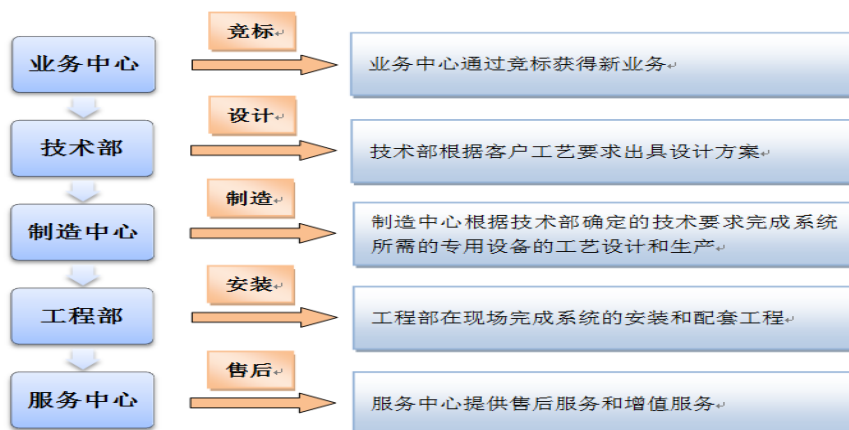 竞标
业务中心
业务中心通过竞标获得新业务
设计
技术部
技术部根据客户工艺要求出具设计方案
制造
制造中心
制造中心根据技术部确定的技术要求完成系统
所需的专用设备的工艺设计和生产
安装
工程部
工程部在现场完成系统的安装和配套工程
售后
服务中心
服务中心提供售后服务和增值服务